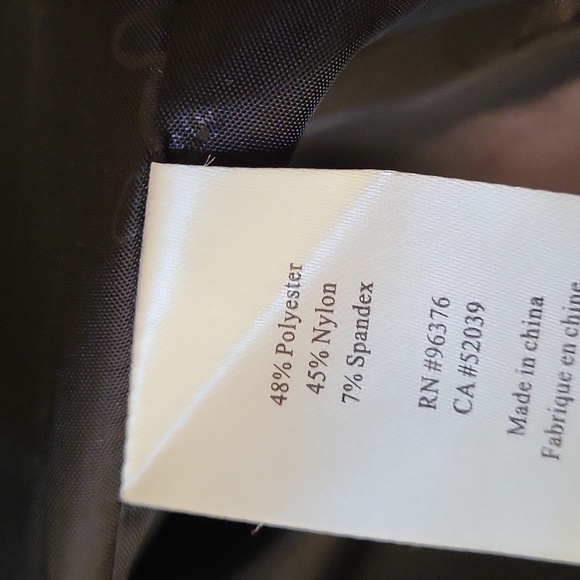 48% Polyester
45% Nylon
7% Spandex
RN #96376
CA #52039
Made in china
Fabrique en chine